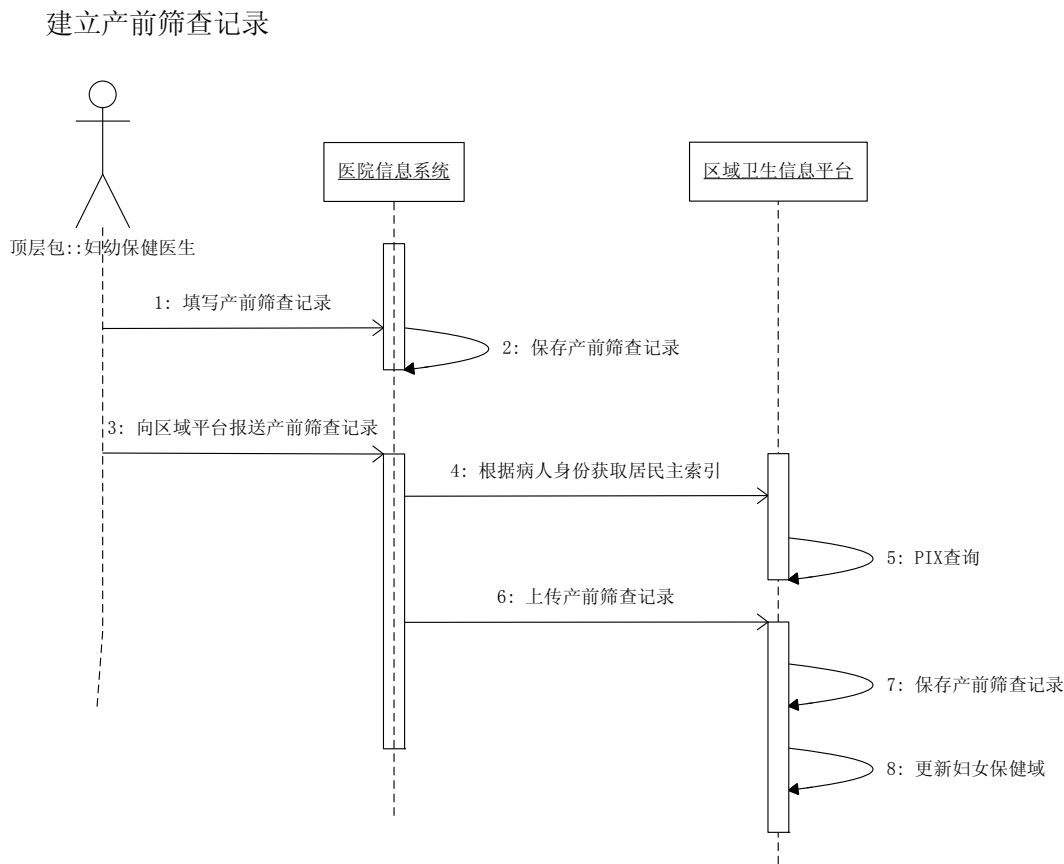 建立产前筛查记录
医院信息系统
区域卫生信息平台
顶层包::妇幼保健医生
1: 填写产前筛查记录
2: 保存产前筛查记录
3: 向区域平台报送产前筛查记录
4: 根据病人身份获取居民主索引
5: PIX查询
6: 上传产前筛查记录
7: 保存产前筛查记录
8: 更新妇女保健域